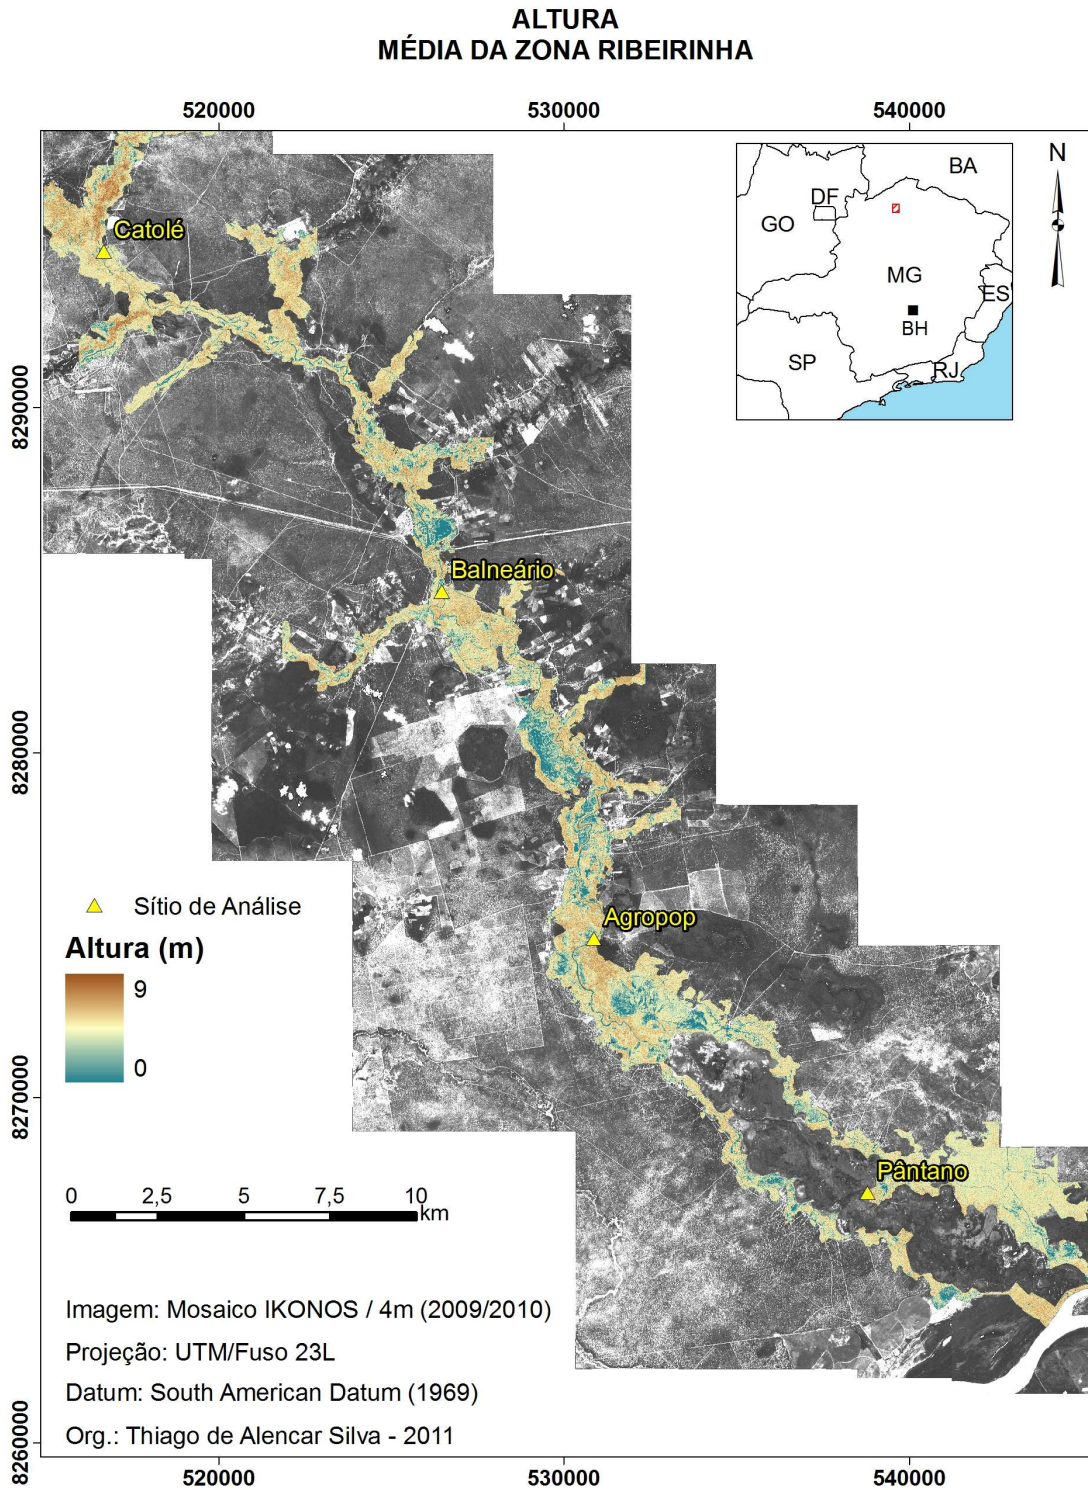 ALTURA
MÉDIA DA ZONA RIBEIRINHA
520000 530000 540000
N
BA
DF
GO
MG
ES
BH
SP
RJ
Catolé
8290000
Balneário
8280000
Sítio de Análise
Agropop
Altura (m)
9
0
8270000
Pântano
0 2,5 5 7,5 10
km
Imagem: Mosaico IKONOS / 4m (2009/2010)
Projeção: UTM/Fuso 23L
Datum: South American Datum (1969)
Org.: Thiago de Alencar Silva - 2011
8260000
520000 530000 540000